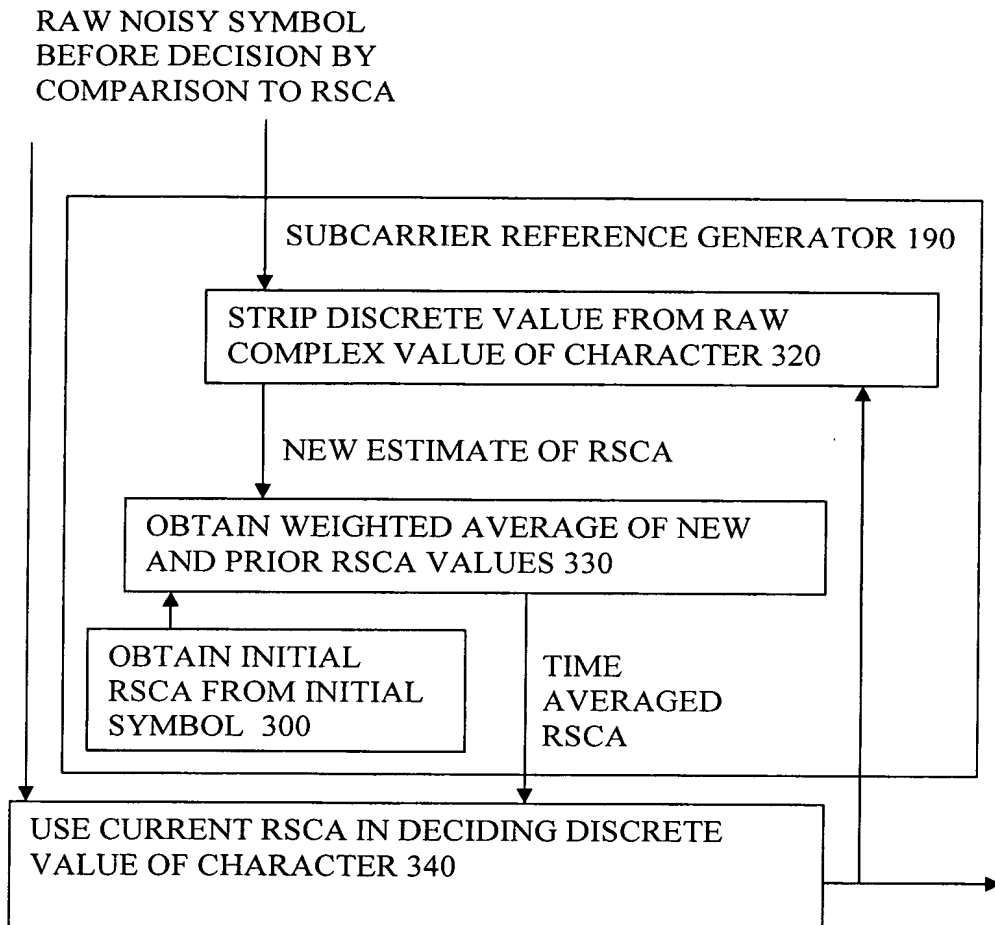 RAW NOISY SYMBOL
BEFORE DECISION BY
COMPARISON TO RSCA
SUBCARRIER REFERENCE GENERATOR 190
STRIP DISCRETE VALUE FROM RAW
COMPLEX VALUE OF CHARACTER 320
NEW ESTIMATE OF RSCA
OBTAIN WEIGHTED AVERAGE OF NEW
AND PRIOR RSCA VALUES 330
OBTAIN INITIAL
RSCA FROM INITIAL
SYMBOL 300
TIME
AVERAGED
RSCA
USE CURRENT RSCA IN DECIDING DISCRETE
VALUE OF CHARACTER 340